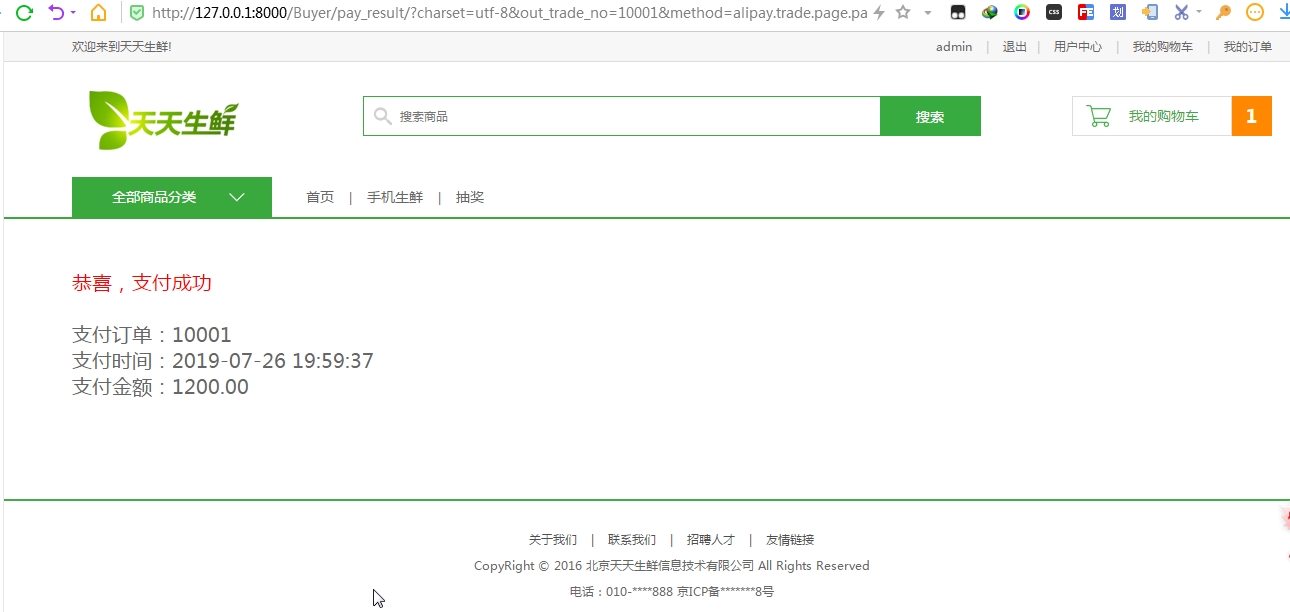 http://127.0.0.1:8000/Buyer/pay_result/?charset=utf-8&out_trade_no=10001&method=alipay.trade.page.pa
css FE 划
欢迎来到天天生鲜! admin | 退出 | 用户中心 | 我的购物车 | 我的订单
天天生鲜 搜索商品 搜索 我的购物车 1
全部商品分类 首页 | 手机生鲜 | 抽奖
恭喜，支付成功
支付订单：10001
支付时间：2019-07-26 19:59:37
支付金额：1200.00
关于我们 | 联系我们 | 招聘人才 | 友情链接
CopyRight © 2016 北京天天生鲜信息技术有限公司 All Rights Reserved
电话：010-****888 京ICP备*******8号